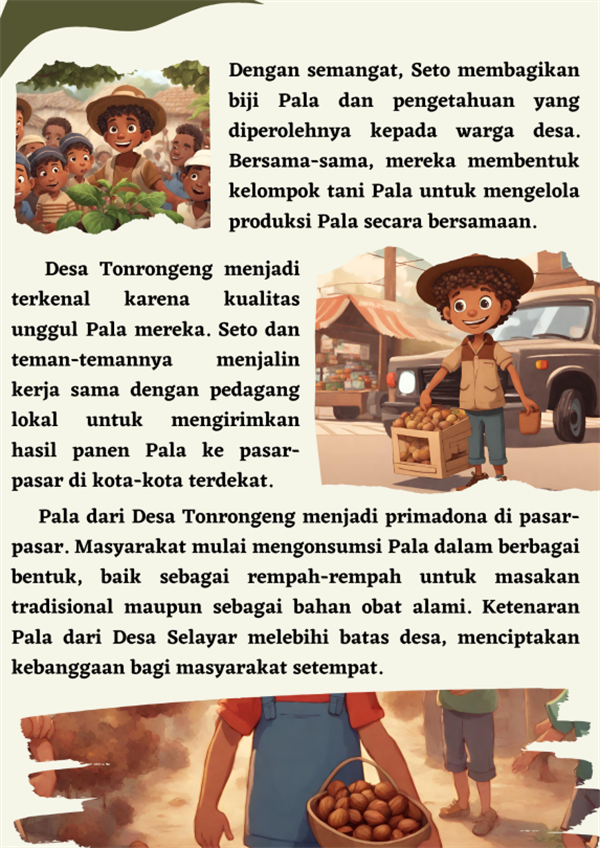 Dengan semangat, Seto membagikan
biji Pala dan pengetahuan yang
diperolehnya kepada warga desa.
Bersama-sama, mereka membentuk
kelompok tani Pala untuk mengelola
produksi Pala secara bersamaan.
Desa Tonrongeng menjadi
terkenal karena kualitas
unggul Pala mereka. Seto dan
teman-temannya menjalin
kerja sama dengan pedagang
lokal untuk mengirimkan
hasil panen Pala ke pasar-
pasar di kota-kota terdekat.
Pala dari Desa Tonrongeng menjadi primadona di pasar-
pasar. Masyarakat mulai mengonsumsi Pala dalam berbagai
bentuk, baik sebagai rempah-rempah untuk masakan
tradisional maupun sebagai bahan obat alami. Ketenaran
Pala dari Desa Selayar melebihi batas desa, menciptakan
kebanggaan bagi masyarakat setempat.